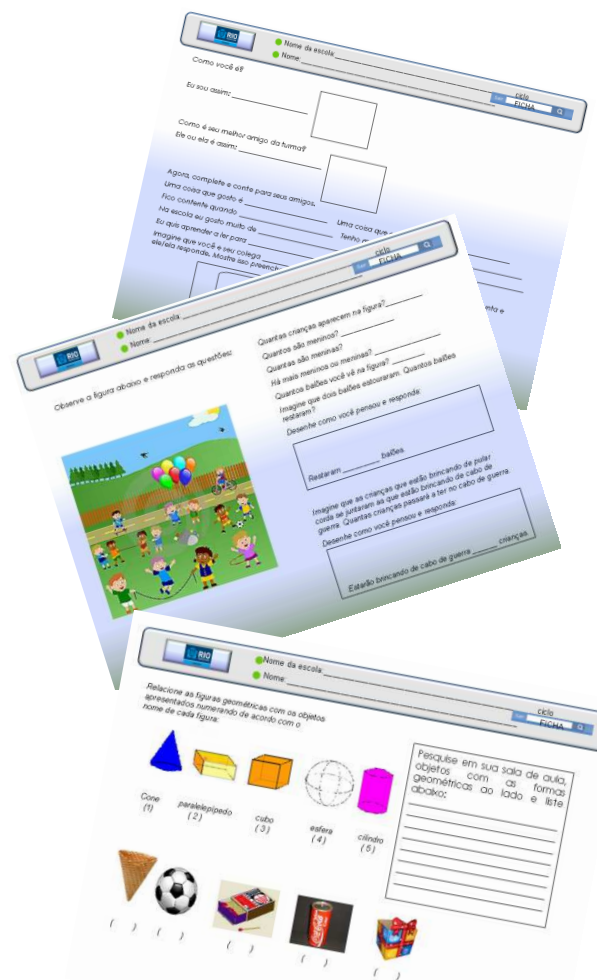 RIO
Nome da escola:
Nome:
ciclo
FICHA
Como você é?
Eu sou assim:
Como é seu melhor amigo da turma?
Ele ou ela é assim:
Agora, complete e conte para seus amigos.
Uma coisa que gosto é
Uma coisa que
Fico contente quando
Na escola eu gosto muito de
Eu quis aprender a ler para
Imagine que você e seu colega
ele/ela responde. Mostre isso
RIO
Nome da escola
Nome:
ciclo
FICHA
Observe a figura abaixo e responda as questões:
Quantas crianças aparecem na figura?
Quantos são meninos?
Quantas são meninas?
Há mais meninos ou meninas?
Quantos balões você vê na figura?
Imagine que dois balões estouraram. Quantos balões
restaram?
Desenhe como você pensou e responda:
Restaram balões
Imagine que as crianças que estão brincando de pular
corda se juntaram as que estão brincando de cabo de
guerra. Quantas crianças passará a ter no cabo de guerra.
Desenhe como você pensou e responda:
Estarão brincando de cabo de guerra crianças
RIO
Nome da escola:
Nome:
ciclo
FICHA
Relacione as figuras geométricas com os objetos
apresentados numerando de acordo com o
nome de cada figura:
Cone
(1)
paralelepipedo
( 2 )
cubo
( 3 )
esfera
( 4 )
cilindro
( 5 )
Pesquise em sua sala de aula,
objetos com as formas
geométricas ao lado e liste
abaixo:
( ) ( ) ( ) ( ) ( )